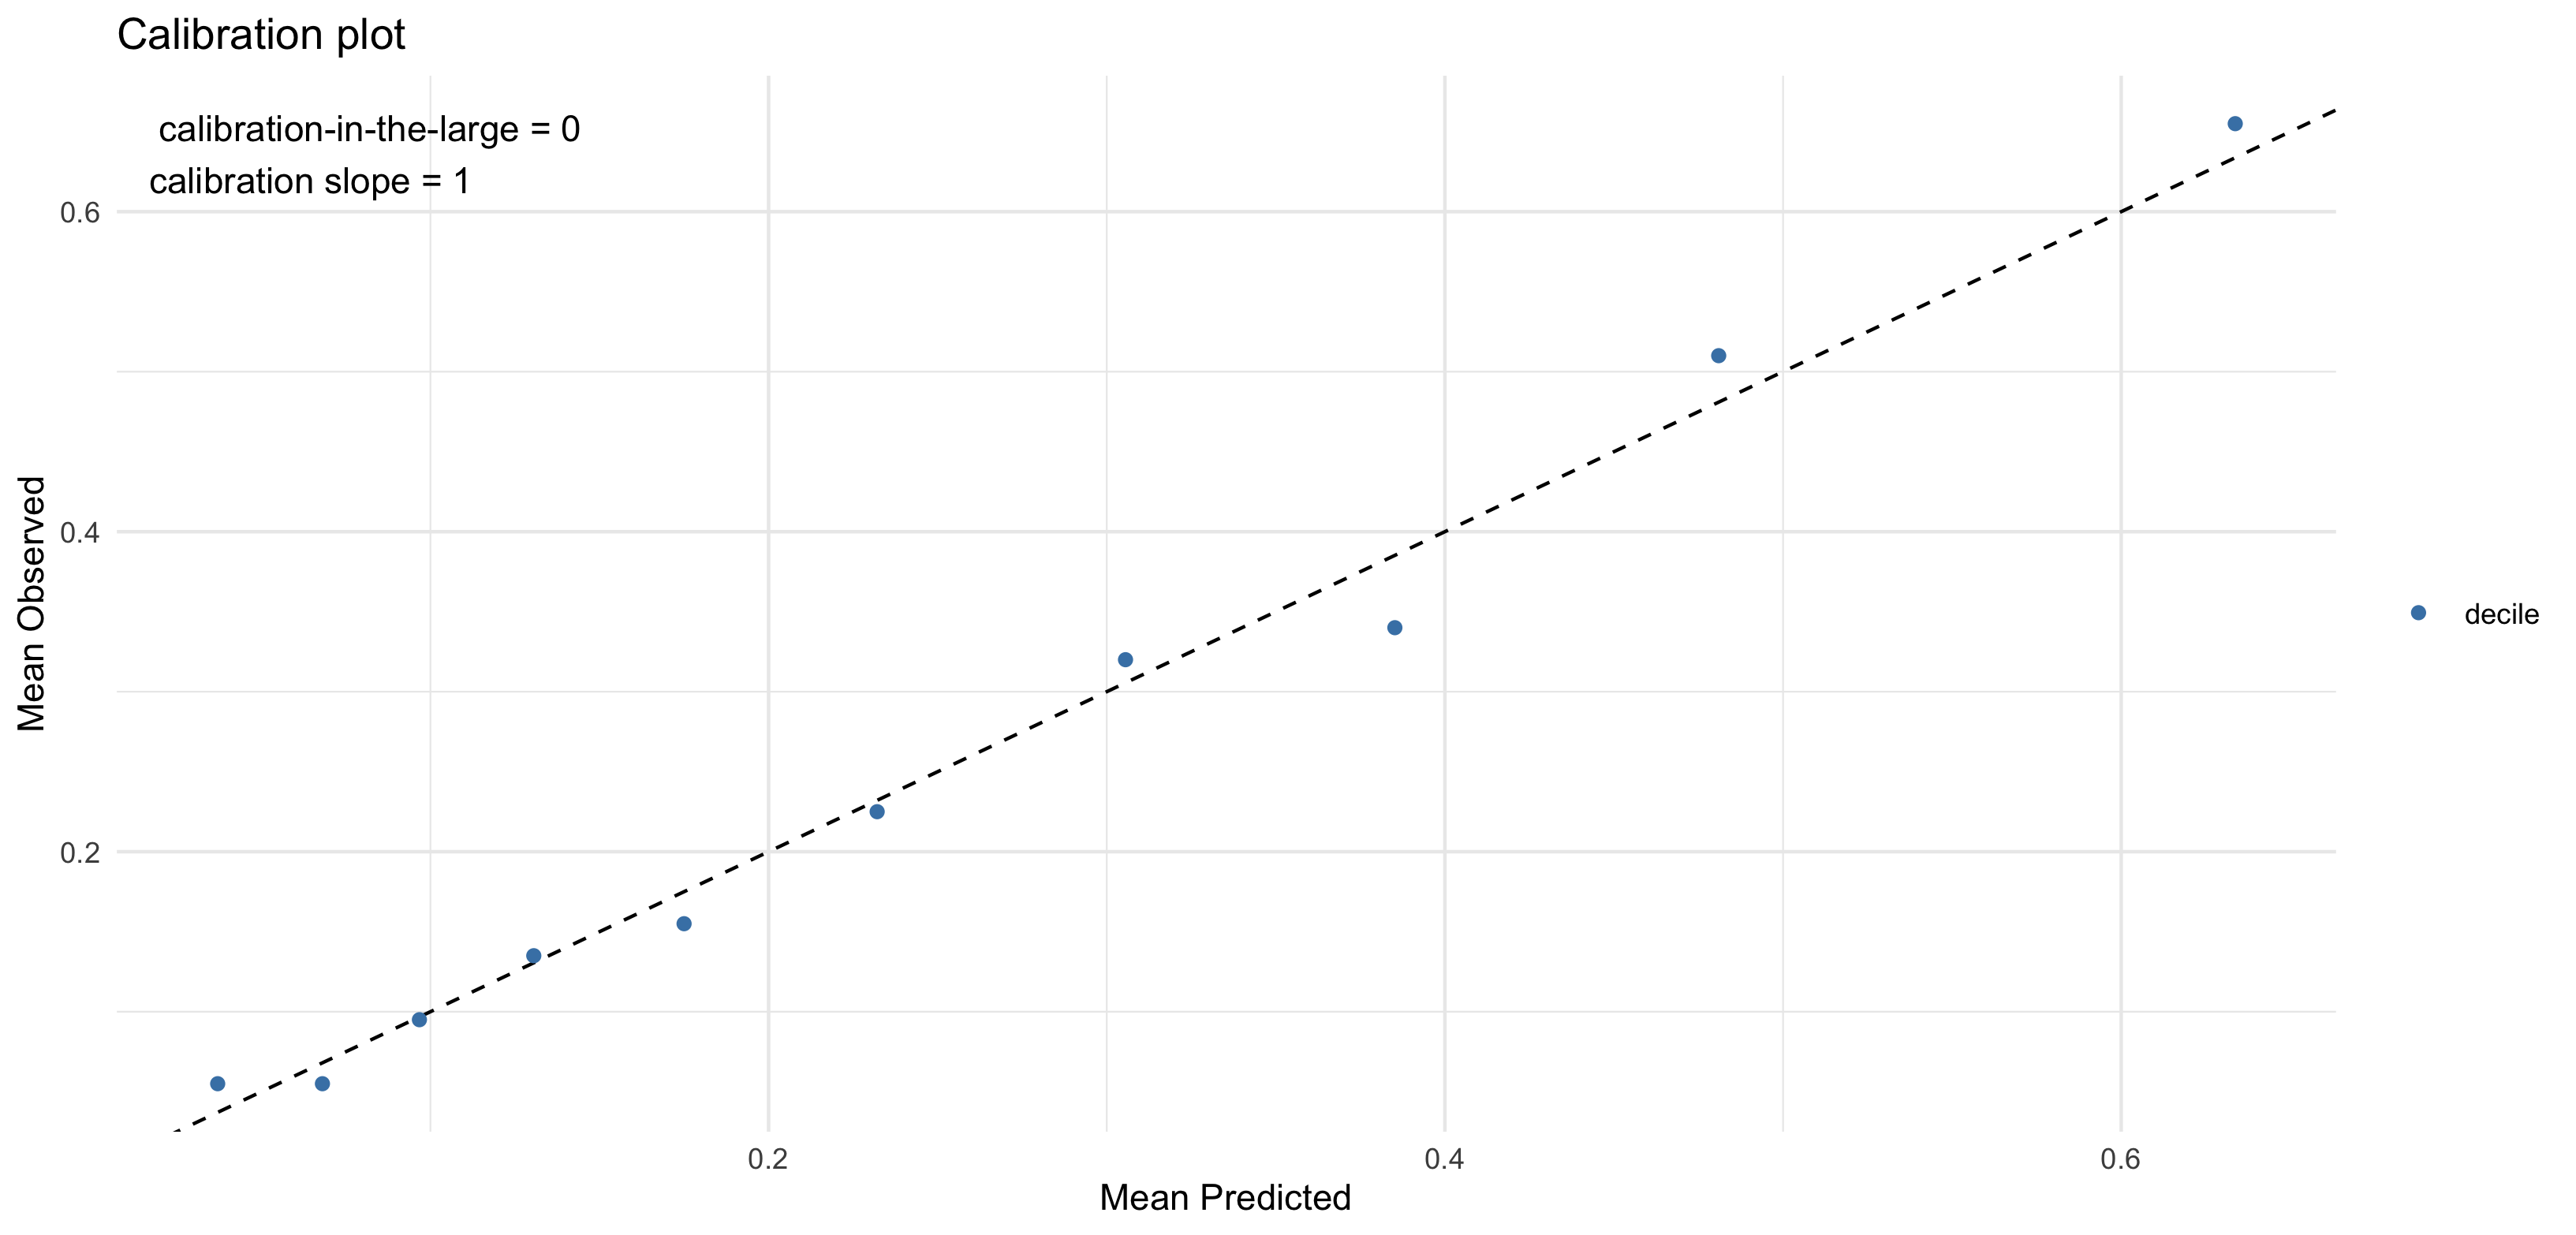 Calibration plot
calibration-in-the-large = 0
calibration slope = 1
0.6
0.4
0.2
Mean Observed
0.2
0.4
0.6
Mean Predicted
decile